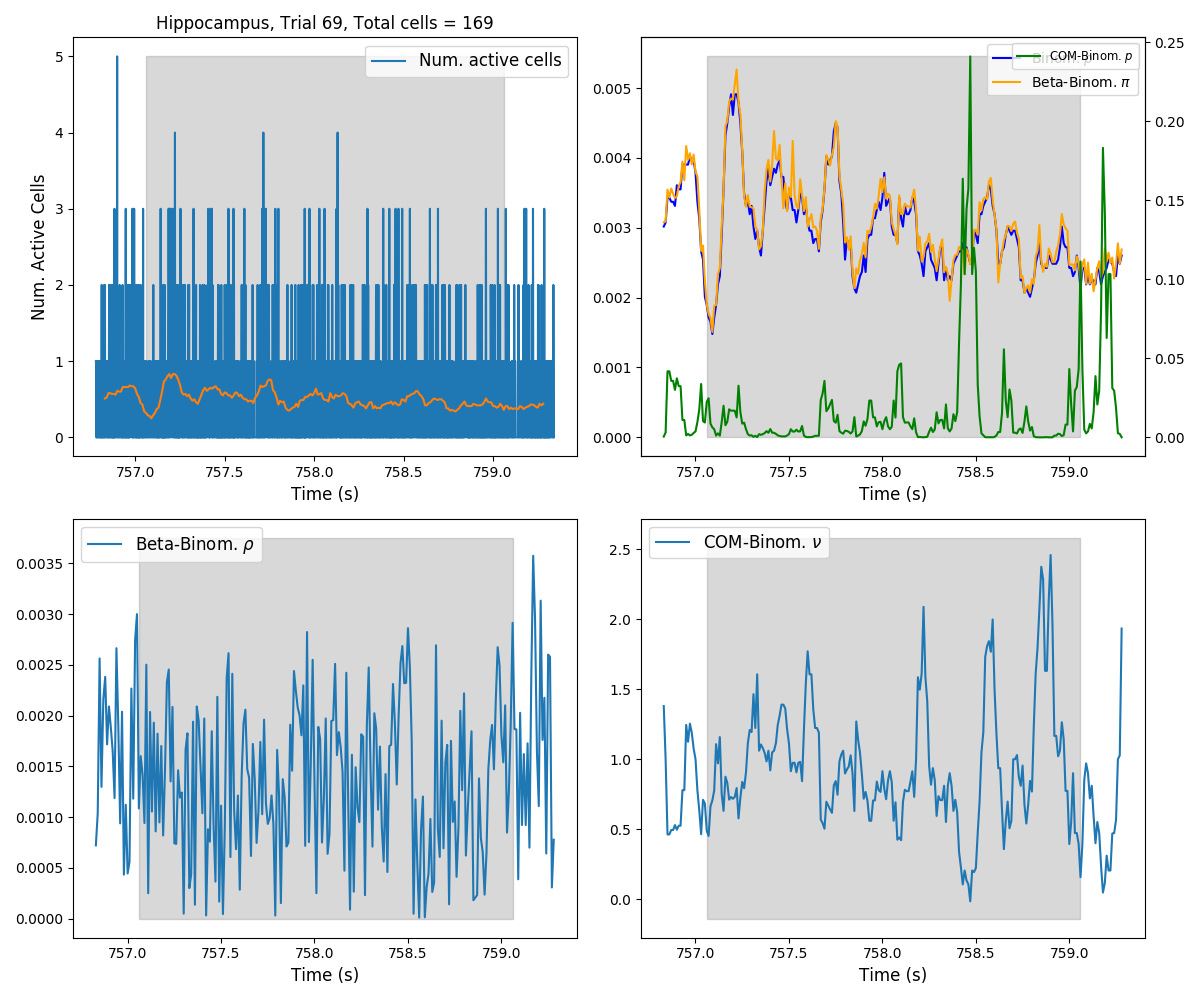 Hippocampus, Trial 69, Total cells = 169
Num. active cells
Num. Active Cells
5
4
3
2
1
0
757.0 757.5 758.0 758.5 759.0
Time (s)
COM-Binom. p
Binom. p
Beta-Binom. π
0.005
0.004
0.003
0.002
0.001
0.000
0.25
0.20
0.15
0.10
0.05
0.00
757.0 757.5 758.0 758.5 759.0
Time (s)
Beta-Binom. ρ
0.0035
0.0030
0.0025
0.0020
0.0015
0.0010
0.0005
0.0000
757.0 757.5 758.0 758.5 759.0
Time (s)
COM-Binom. ν
2.5
2.0
1.5
1.0
0.5
0.0
757.0 757.5 758.0 758.5 759.0
Time (s)